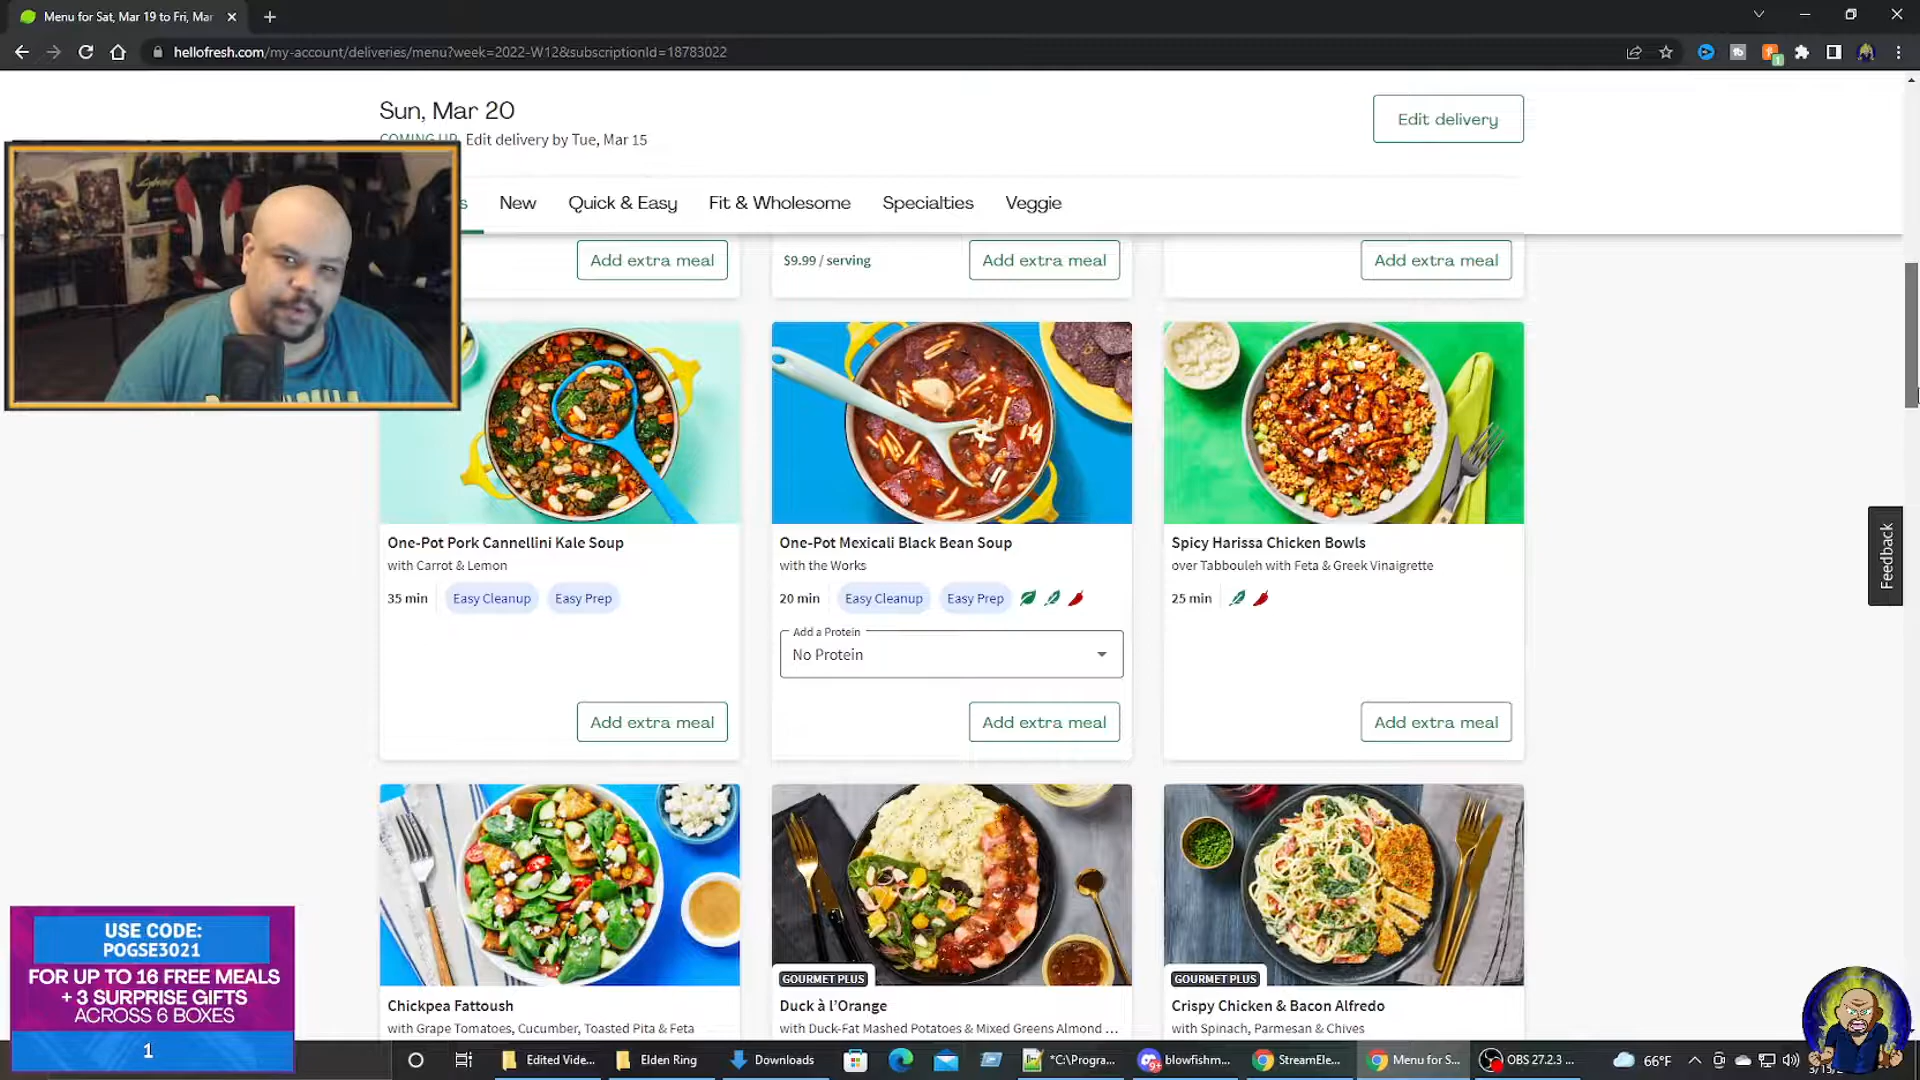 Menu for Sat, Mar 19 to Fri, Mar
hellofresh.com/my-account/deliveries/menu?week=2022-W12&subscriptionId=18783022
Sun, Mar 20
COMING UP Edit delivery by Tue, Mar 15
Edit delivery
New
Quick & Easy
Fit & Wholesome
Specialties
Veggie
Add extra meal
$9.99 / serving
Add extra meal
Add extra meal
One-Pot Pork Cannellini Kale Soup
with Carrot & Lemon
35 min Easy Cleanup Easy Prep
Add extra meal
One-Pot Mexicali Black Bean Soup
with the Works
20 min Easy Cleanup Easy Prep
Add a Protein
No Protein
Add extra meal
Spicy Harissa Chicken Bowls
over Tabbouleh with Feta & Greek Vinaigrette
25 min
Add extra meal
Feedback
Chickpea Fattoush
with Grape Tomatoes, Cucumber, Toasted Pita & Feta
GOURMET PLUS
Duck à l'Orange
with Duck-Fat Mashed Potatoes & Mixed Greens Almond ...
GOURMET PLUS
Crispy Chicken & Bacon Alfredo
with Spinach, Parmesan & Chives
USE CODE:
POGSE3021
FOR UP TO 16 FREE MEALS
+ 3 SURPRISE GIFTS
ACROSS 6 BOXES
1
Edited Vide...
Elden Ring
Downloads
*C:\Progra...
9+
blowfishm...
StreamEle...
Menu for S...
OBS 27.2.3 ...
66°F